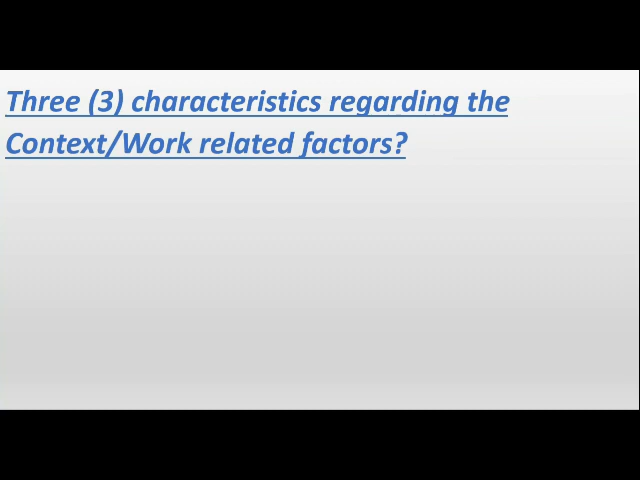 Three (3) characteristics regarding the
Context/Work related factors?